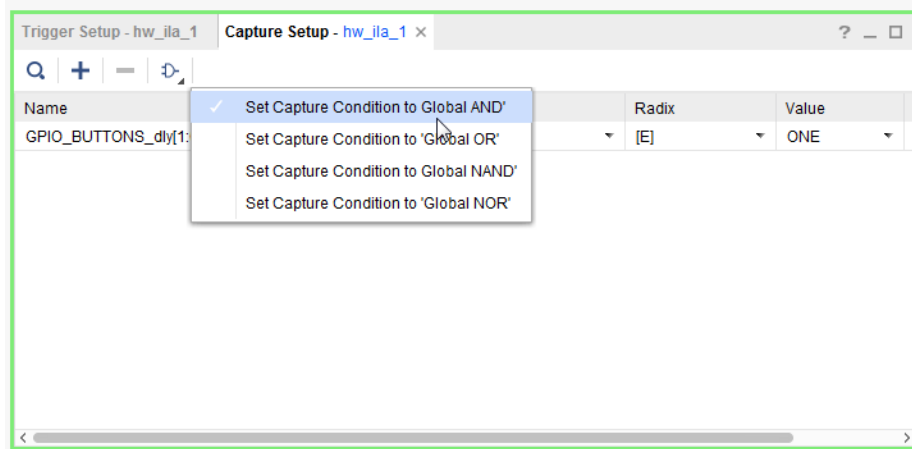 Trigger Setup - hw_ila_1 Capture Setup - hw_ila_1 ×
?
Set Capture Condition to Global AND'
Name Radix Value
GPIO_BUTTONS_dly[1: [E] ONE
Set Capture Condition to 'Global OR'
Set Capture Condition to Global NAND'
Set Capture Condition to 'Global NOR'